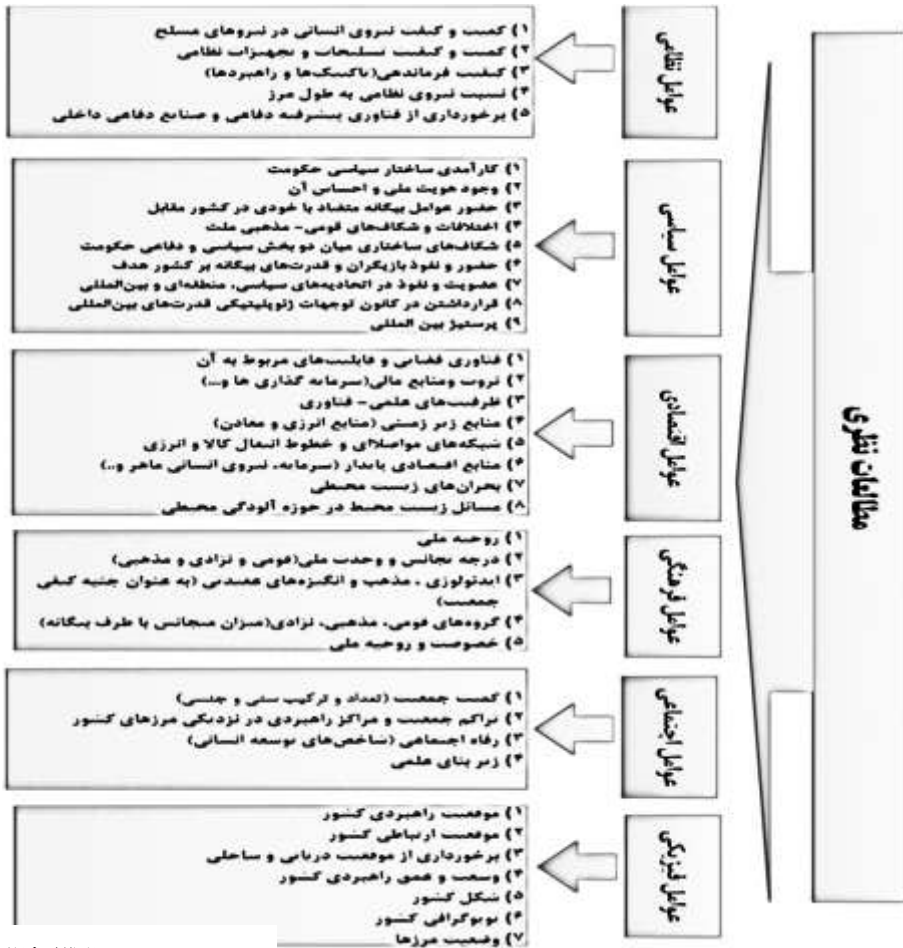 مطالعات نظری
عوامل نظامی
۱) کمیت و کیفیت نیروی انسانی در نیروهای مسلح
۲) کمیت و کیفیت تسلیحات و تجهیزات نظامی
۳) کیفیت فرماندهی(تاکتیک‌ها و راهبردها)
۴) نسبت نیروی نظامی به طول مرز
۵) برخورداری از فناوری پیشرفته دفاعی و صنایع دفاعی داخلی
عوامل سیاسی
۱) کارآمدی ساختار سیاسی حکومت
۲) وجود هویت ملی و احساس آن
۳) حضور عوامل بیگانه متضاد با خودی در کشور مقابل
۴) اختلافات و شکاف‌های قومی- مذهبی ملت
۵) شکاف‌های ساختاری میان دو بخش سیاسی و دفاعی حکومت
۶) حضور و نفوذ بازیگران و قدرت‌های بیگانه بر کشور هدف
۷) عضویت و نفوذ در اتحادیه‌های سیاسی، منطقه‌ای و بین‌المللی
۸) قرارداشتن در کانون توجهات ژئوپلیتیکی قدرت‌های بین‌المللی
۹) پرستیژ بین المللی
عوامل اقتصادی
۱) فناوری فضایی و قابلیت‌های مربوط به آن
۲) ثروت ومنابع مالی(سرمایه گذاری ها و...)
۳) ظرفیت‌های علمی- فناوری
۴) منابع زیر زمینی (منابع انرژی و معادن)
۵) شبکه‌های مواصلاتی و خطوط انتقال کالا و انرژی
۶) منابع اقتصادی پایدار (سرمایه، نیروی انسانی ماهر و..)
۷) بحران‌های زیست محیطی
۸) مسائل زیست محیط در حوزه آلودگی محیطی
عوامل فرهنگی
۱) روحیه ملی
۲) درجه تجانس و وحدت ملی(قومی و نژادی و مذهبی)
۳) ایدئولوژی ، مذهب و انگیزه‌های عقیدتی (به عنوان جنبه کیفی
جمعیت)
۴) گروه‌های قومی، مذهبی، نژادی(میزان متجانس با طرف بیگانه)
۵) خصوصت و روحیه ملی
عوامل اجتماعی
۱) کمیت جمعیت (تعداد و ترکیب سنی و جنسی)
۲) تراکم جمعیت و مراکز راهبردی در نزدیکی مرزهای کشور
۳) رفاه اجتماعی (شاخص‌های توسعه انسانی)
۴) زیر بنای علمی
عوامل فیزیکی
۱) موقعیت راهبردی کشور
۲) موقعیت ارتباطی کشور
۳) برخورداری از موقعیت دریایی و ساحلی
۴) وسعت و عمق راهبردی کشور
۵) شکل کشور
۶) توپوگرافی کشور
۷) وضعیت مرزها